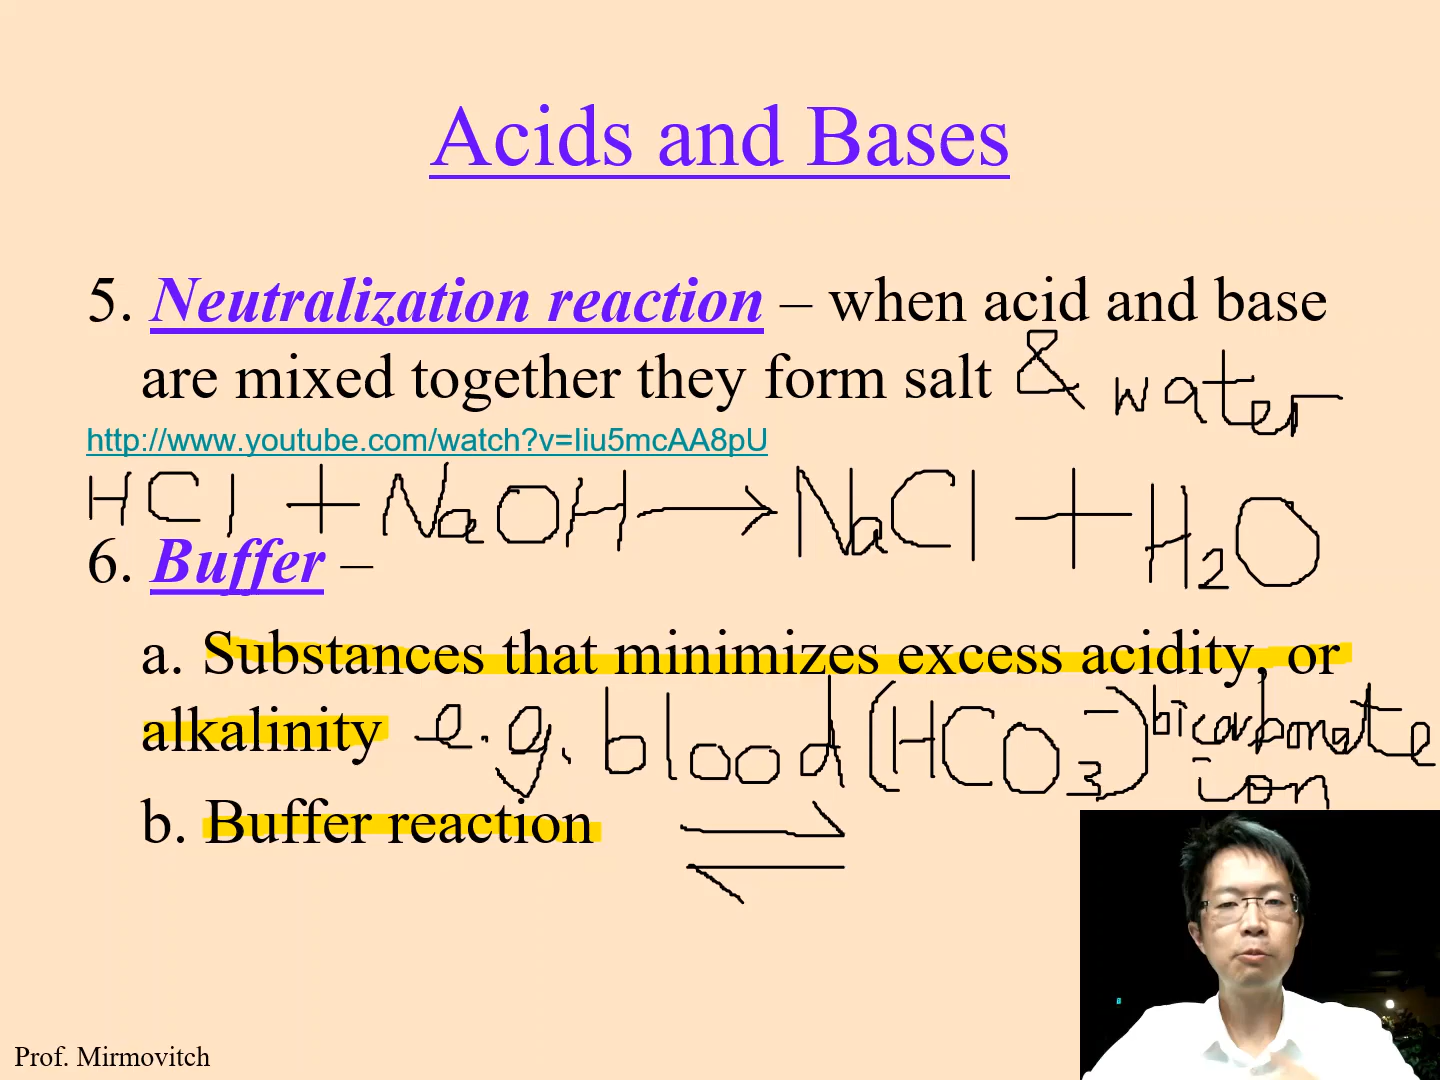 Acids and Bases
5. Neutralization reaction – when acid and base
are mixed together they form salt & water
http://www.youtube.com/watch?v=Iiu5mcAA8pU
HCl + NaOH → NaCl + H₂O
6. Buffer –
a. Substances that minimizes excess acidity, or
alkalinity e.g. blood (HCO₃⁻) bicarbonate
ion
b. Buffer reaction ⇌
Prof. Mirmovitch